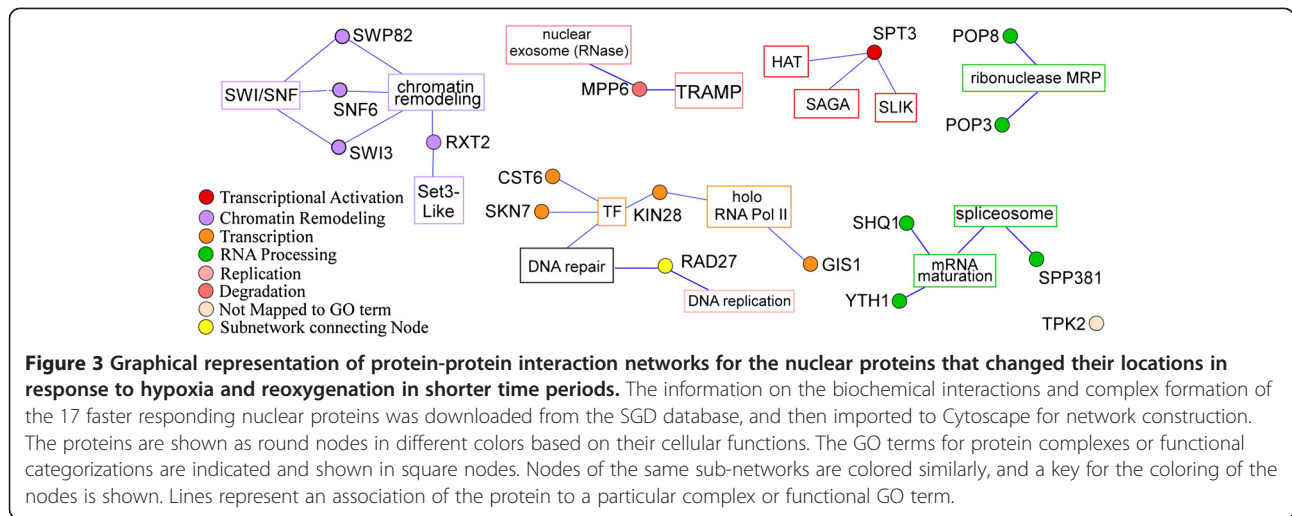 SWP82
SWI/SNF
SNF6
chromatin
remodeling
SWI3
RXT2
Set3-
Like
nuclear
exosome (RNase)
MPP6
TRAMP
SPT3
HAT
SAGA
SLIK
POP8
ribonuclease MRP
POP3
Transcriptional Activation
Chromatin Remodeling
Transcription
RNA Processing
Replication
Degradation
Not Mapped to GO term
Subnetwork connecting Node
CST6
SKN7
TF
KIN28
holo
RNA Pol II
DNA repair
RAD27
GIS1
DNA replication
SHQ1
spliceosome
mRNA
maturation
SPP381
YTH1
TPK2
Figure 3 Graphical representation of protein-protein interaction networks for the nuclear proteins that changed their locations in
response to hypoxia and reoxygenation in shorter time periods. The information on the biochemical interactions and complex formation of
the 17 faster responding nuclear proteins was downloaded from the SGD database, and then imported to Cytoscape for network construction.
The proteins are shown as round nodes in different colors based on their cellular functions. The GO terms for protein complexes or functional
categorizations are indicated and shown in square nodes. Nodes of the same sub-networks are colored similarly, and a key for the coloring of the
nodes is shown. Lines represent an association of the protein to a particular complex or functional GO term.